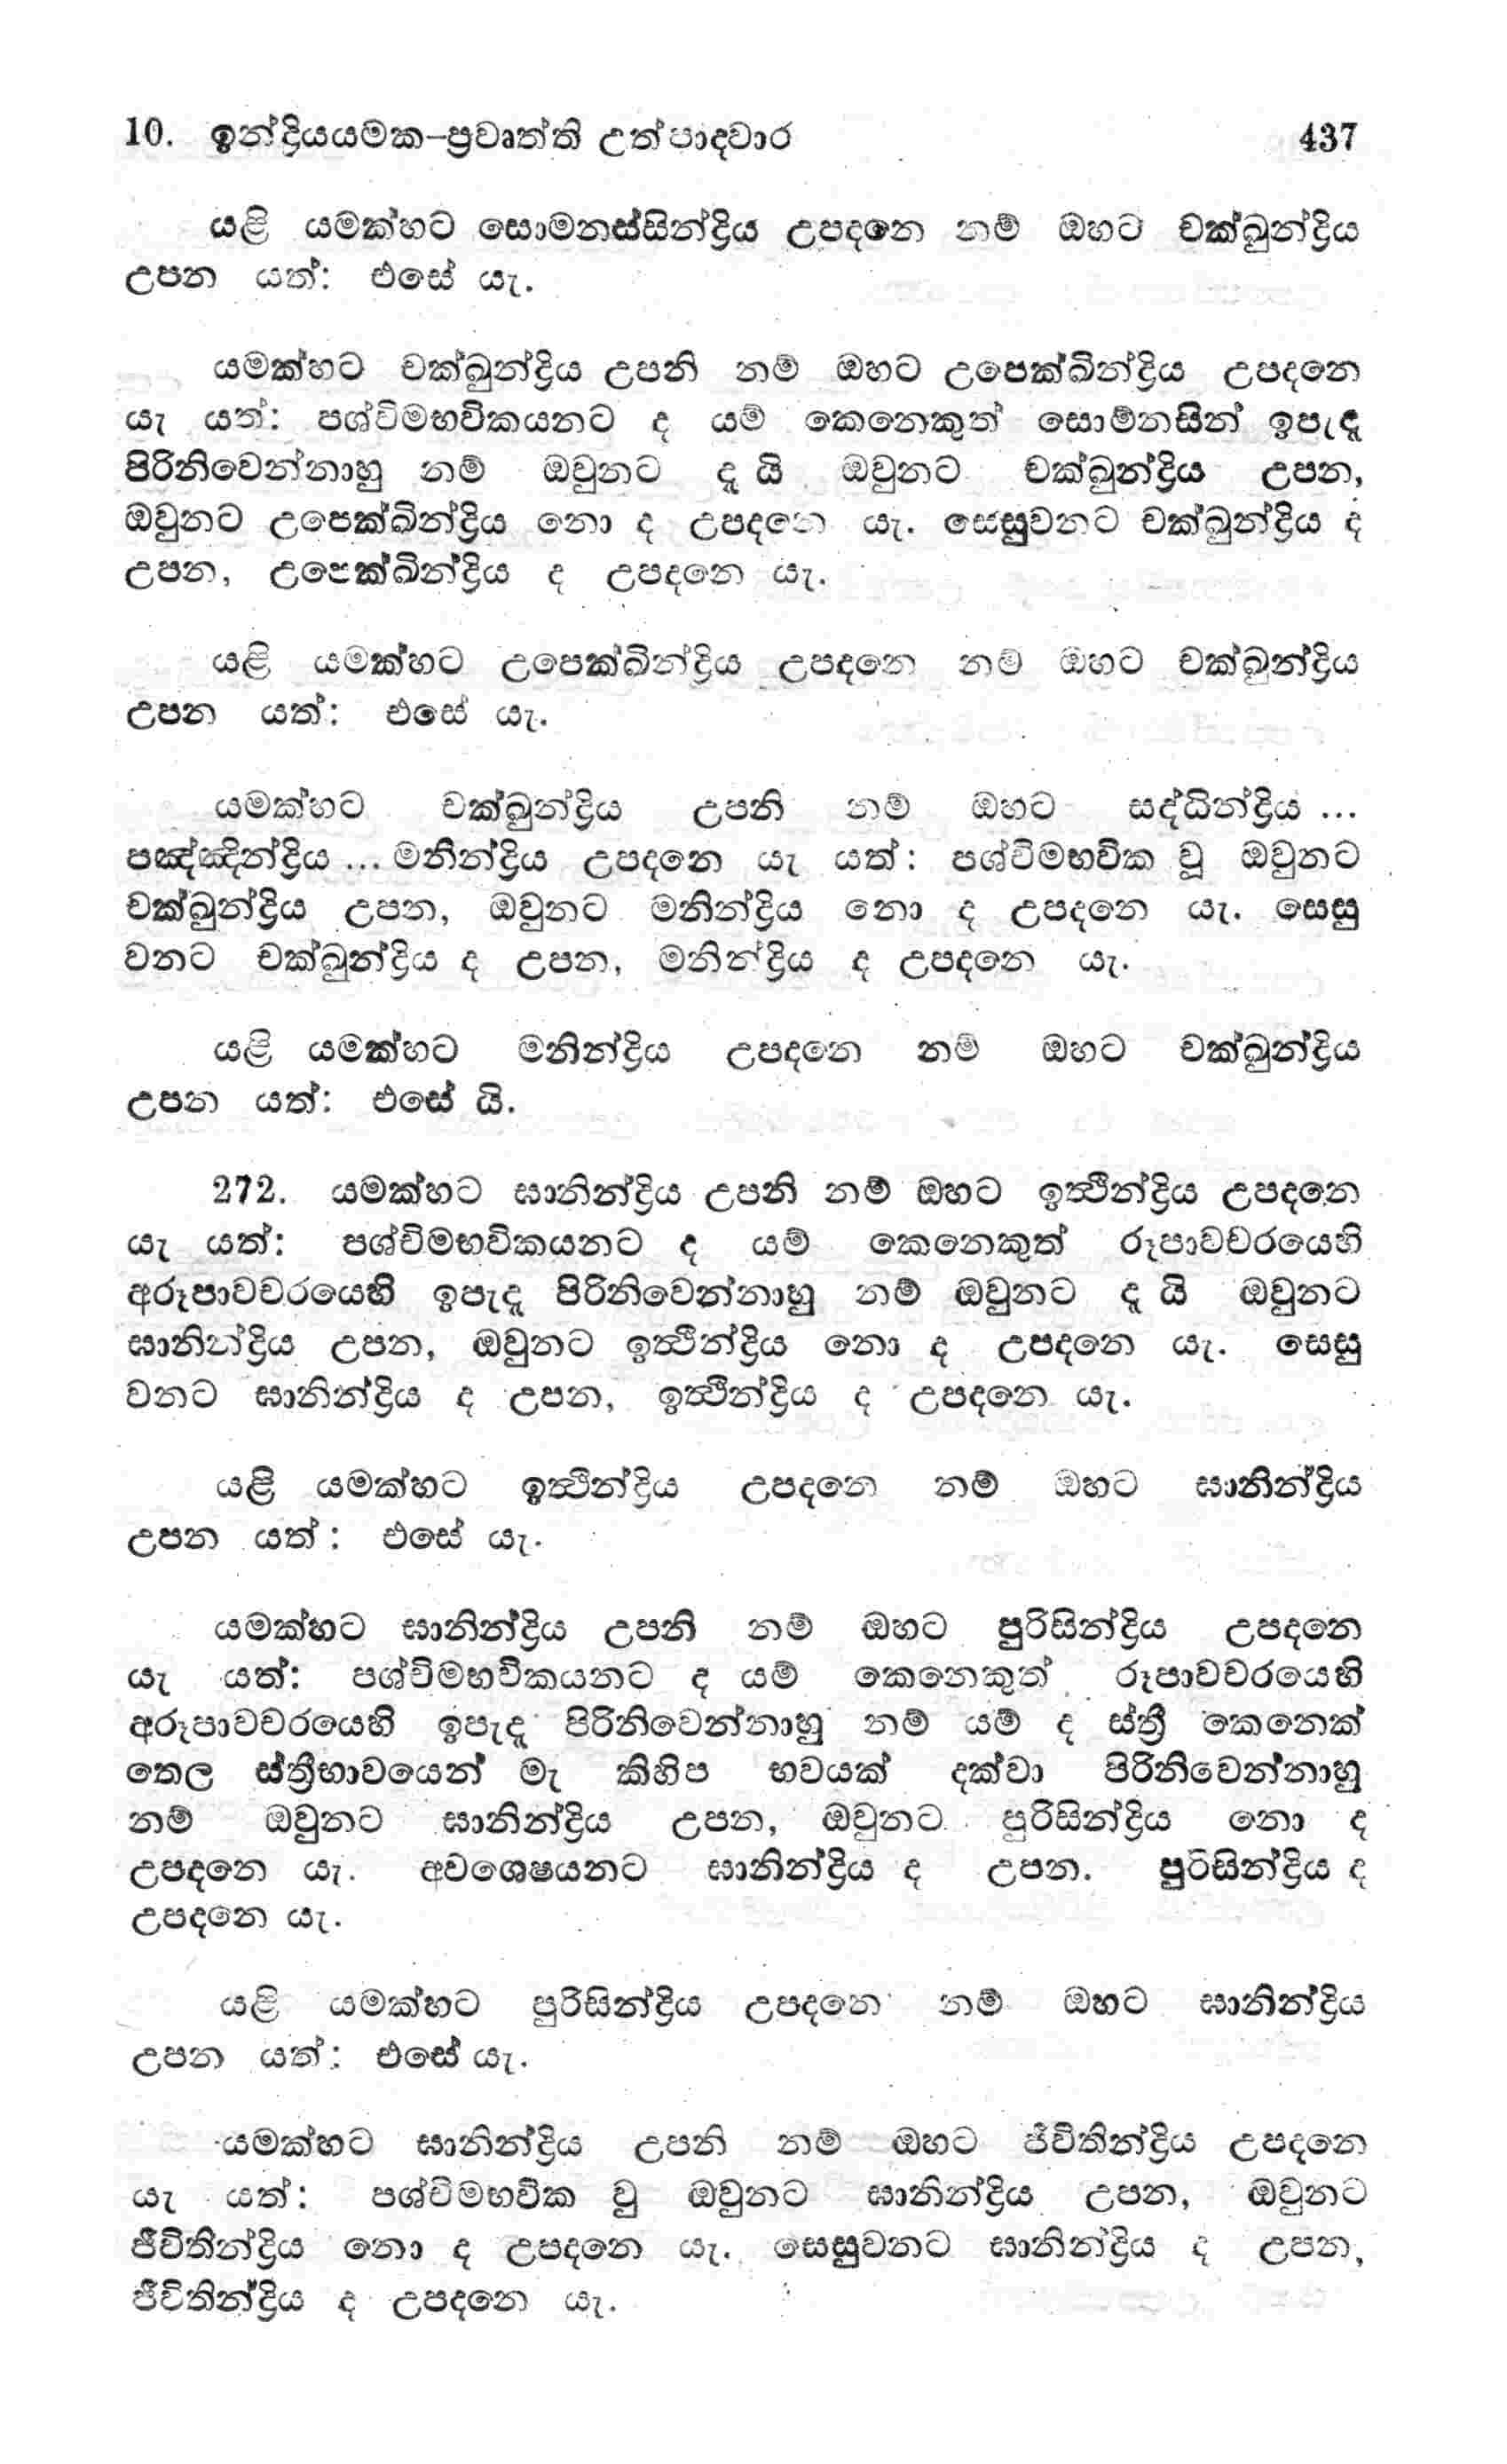 10. ඉන්ද්‍රියයමක-ප්‍රවෘත්ති උත්පාදවාර 437
යළි යමක්හට සොමනස්සින්ද්‍රිය උපදනෙ නම් ඔහට චක්ඛුන්ද්‍රිය
උපන යත්: එසේ යැ.
යමක්හට චක්ඛුන්ද්‍රිය උපනි නම් ඔහට උපෙක්ඛින්ද්‍රිය උපදනෙ
යැ යත්: පශ්චිමභවිකයනට ද යම් කෙනෙකුත් සොම්නසින් ඉපැද
පිරිනිවෙන්නාහු නම් ඔවුනට දූ යි ඔවුනට චක්ඛුන්ද්‍රිය උපන,
ඔවුනට උපෙක්ඛින්ද්‍රිය නො ද උපදනෙ යැ. සෙසුවනට චක්ඛුන්ද්‍රිය ද
උපන, උපෙක්ඛින්ද්‍රිය ද උපදනෙ යැ.
යළි යමක්හට උපෙක්ඛින්ද්‍රිය උපදනෙ නම් ඔහට චක්ඛුන්ද්‍රිය
උපන යත්: එසේ යැ.
යමක්හට චක්ඛුන්ද්‍රිය උපනි නම් ඔහට සද්ධින්ද්‍රිය ...
පඤ්ඤින්ද්‍රිය ... මනින්ද්‍රිය උපදනෙ යැ යත්: පශ්චිමභවික වූ ඔවුනට
චක්ඛුන්ද්‍රිය උපන, ඔවුනට මනින්ද්‍රිය නො ද උපදනෙ යැ. සෙසු
වනට චක්ඛුන්ද්‍රිය ද උපන, මනින්ද්‍රිය ද උපදනෙ යැ.
යළි යමක්හට මනින්ද්‍රිය උපදනෙ නම් ඔහට චක්ඛුන්ද්‍රිය
උපන යත්: එසේ යි.
272. යමක්හට ඝානින්ද්‍රිය උපනි නම් ඔහට ඉත්‍ථින්ද්‍රිය උපදනෙ
යැ යත්: පශ්චිමභවිකයනට ද යම් කෙනෙකුත් රූපාවචරයෙහි
අරූපාවචරයෙහි ඉපැදූ පිරිනිවෙන්නාහු නම් ඔවුනට දූ යි ඔවුනට
ඝානින්ද්‍රිය උපන, ඔවුනට ඉත්‍ථින්ද්‍රිය නො ද උපදනෙ යැ. සෙසු
වනට ඝානින්ද්‍රිය ද උපන, ඉත්‍ථින්ද්‍රිය ද උපදනෙ යැ.
යළි යමක්හට ඉත්‍ථින්ද්‍රිය උපදනෙ නම් ඔහට ඝානින්ද්‍රිය
උපන යත්: එසේ යැ.
යමක්හට ඝානින්ද්‍රිය උපනි නම් ඔහට පුරිසින්ද්‍රිය උපදනෙ
යැ යත්: පශ්චිමභවිකයනට ද යම් කෙනෙකුත් රූපාවචරයෙහි
අරූපාවචරයෙහි ඉපැදූ පිරිනිවෙන්නාහු නම් යම් ද ස්ත්‍රී කෙනෙක්
තෙල ස්ත්‍රීභාවයෙන් මැ කිහිප භවයක් දක්වා පිරිනිවෙන්නාහු
නම් ඔවුනට ඝානින්ද්‍රිය උපන, ඔවුනට පුරිසින්ද්‍රිය නො ද
උපදනෙ යැ. අවශෙෂයනට ඝානින්ද්‍රිය ද උපන. පුරිසින්ද්‍රිය ද
උපදනෙ යැ.
යළි යමක්හට පුරිසින්ද්‍රිය උපදනෙ නම් ඔහට ඝානින්ද්‍රිය
උපන යත්: එසේ යැ.
යමක්හට ඝානින්ද්‍රිය උපනි නම් ඔහට ජීවිතින්ද්‍රිය උපදනෙ
යැ යත්: පශ්චිමභවික වූ ඔවුනට ඝානින්ද්‍රිය උපන, ඔවුනට
ජීවිතින්ද්‍රිය නො ද උපදනෙ යැ. සෙසුවනට ඝානින්ද්‍රිය ද උපන,
ජීවිතින්ද්‍රිය ද උපදනෙ යැ.